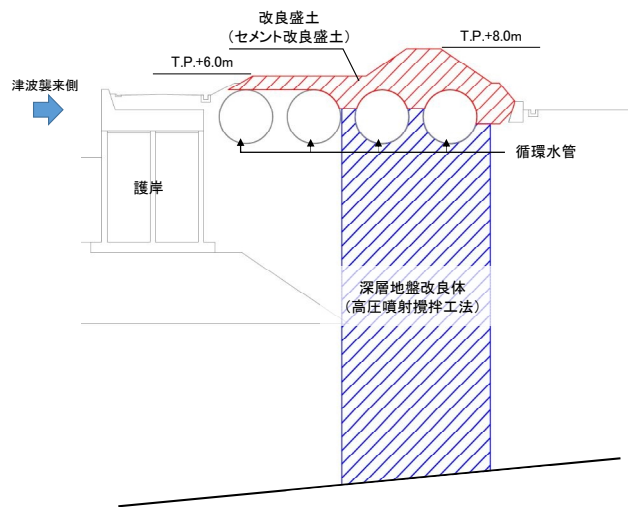 改良盛土
（セメント改良盛土）
T.P.+8.0m
T.P.+6.0m
津波襲来側
循環水管
護岸
深層地盤改良体
（高圧噴射攪拌工法）